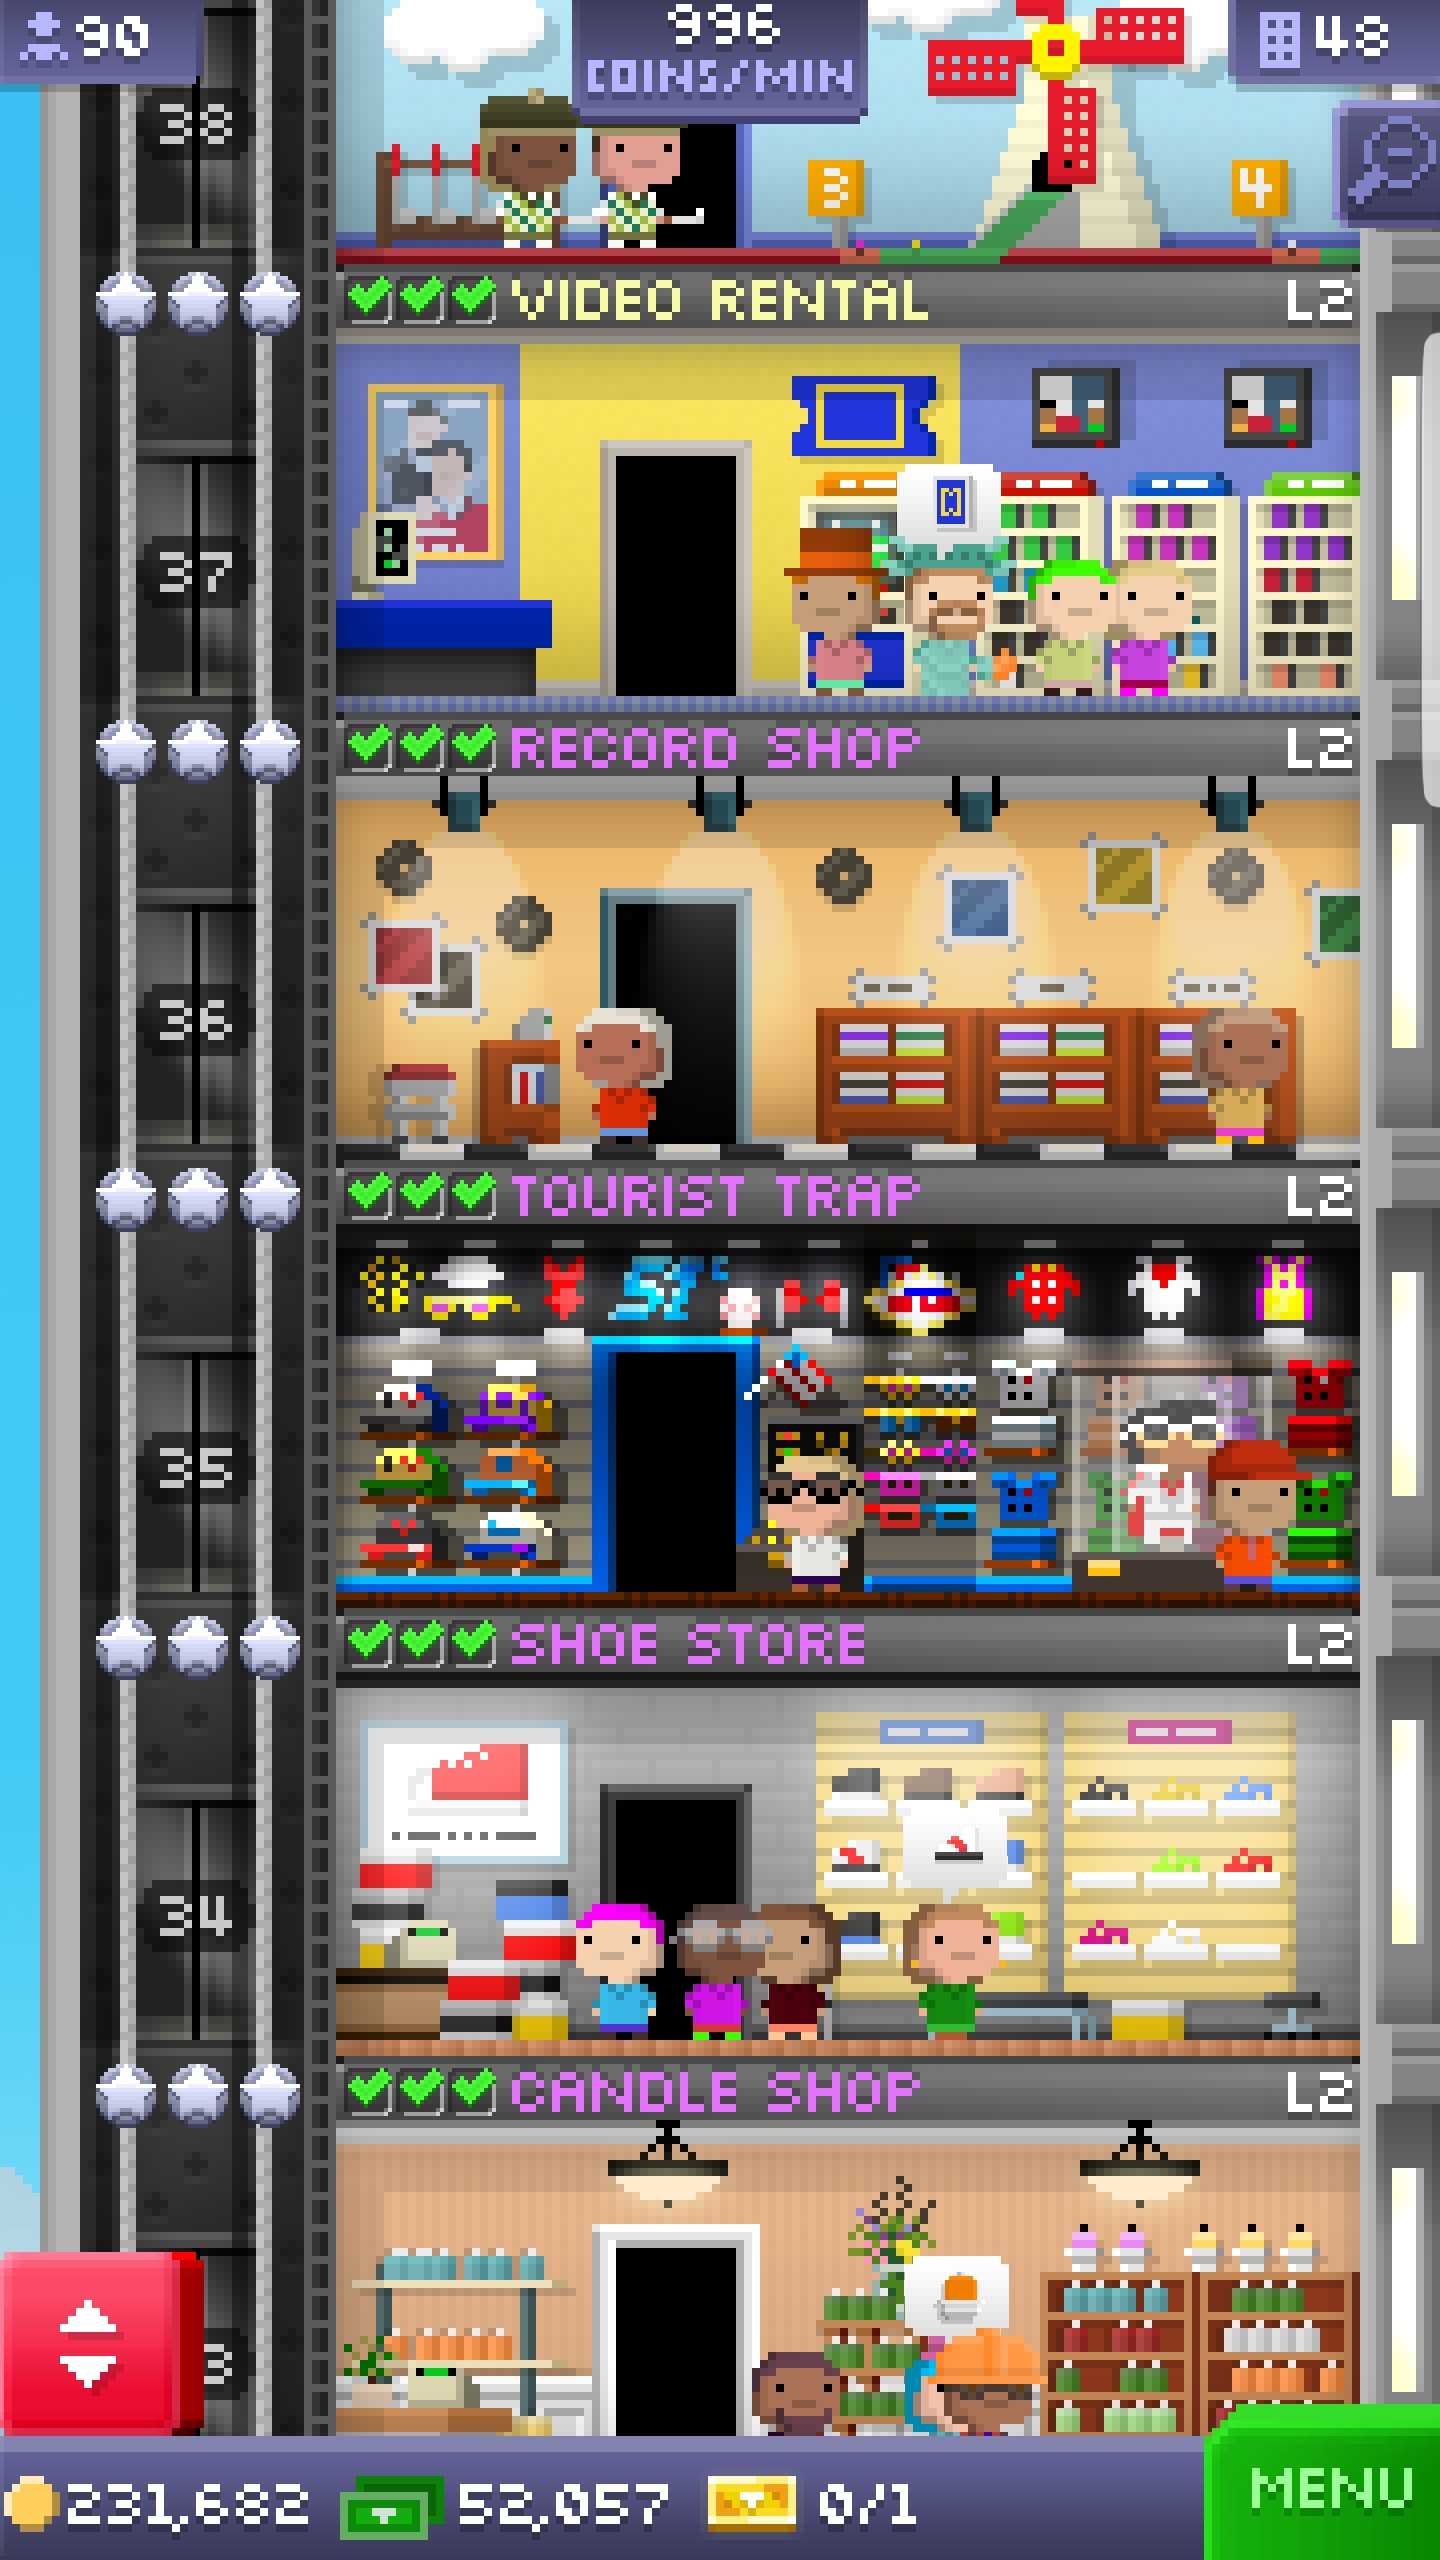 90
996
COINS/MIN
48
38
3
4
VIDEO RENTAL L2
37
RECORD SHOP L2
36
TOURIST TRAP L2
35
SHOE STORE L2
34
CANDLE SHOP L2
3
231,682 52,057 0/1
MENU